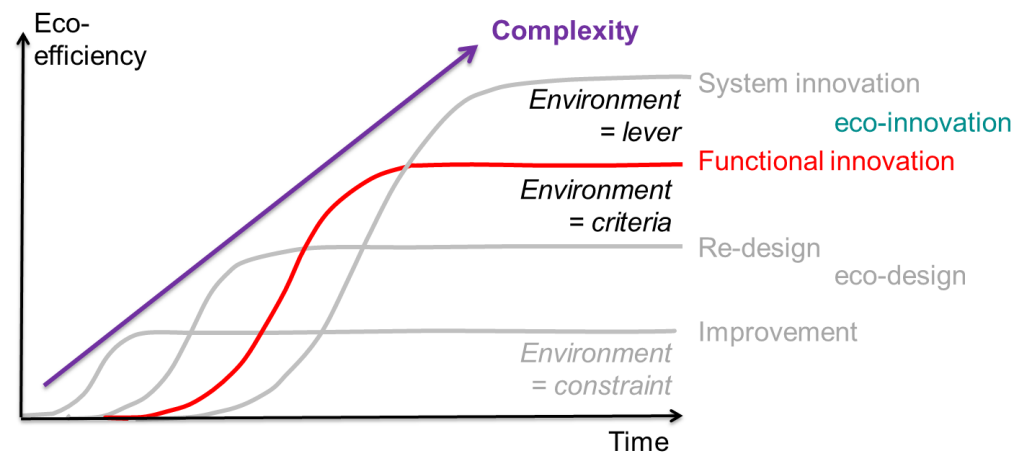 Eco-
efficiency
Complexity
System innovation
Environment
= lever
eco-innovation
Functional innovation
Environment
= criteria
Re-design
eco-design
Improvement
Environment
= constraint
Time